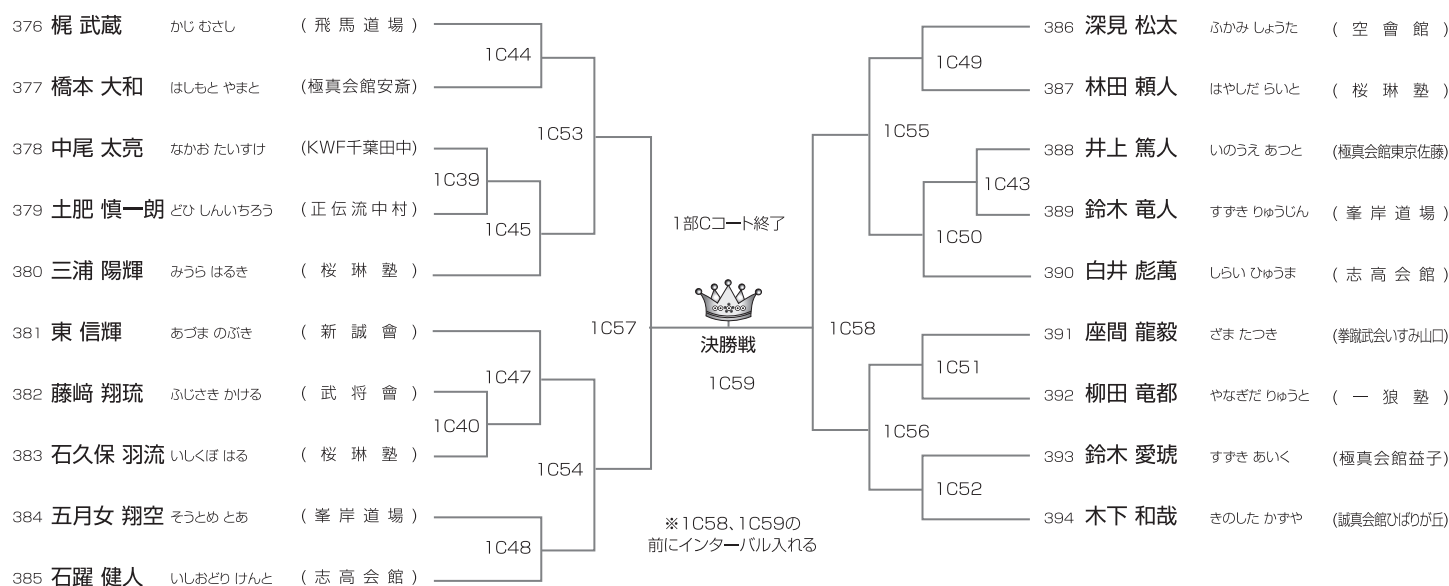 376 梶 武蔵 かじ むさし (飛馬道場)
1C44
377 橋本 大和 はしもと やまと (極真会館安斎)
1C53
378 中尾 太亮 なかお たいすけ (KWF千葉田中)
1C39
379 土肥 慎一朗 どひ しんいちろう (正伝流中村)
1C45
380 三浦 陽輝 みうら はるき (桜琳塾)
1C57
381 東 信輝 あづま のぶき (新誠會)
1C47
382 藤﨑 翔琉 ふじさき かける (武将會)
1C40
383 石久保 羽流 いしくぼ はる (桜琳塾)
1C54
384 五月女 翔空 そうとめ とあ (峯岸道場)
1C48
385 石躍 健人 いしおどり けんと (志高会館)
1部Cコート終了
決勝戦
1C59
※1C58、1C59の
前にインターバル入れる
386 深見 松太 ふかみ しょうた (空會館)
1C49
387 林田 頼人 はやしだ らいと (桜琳塾)
1C55
388 井上 篤人 いのうえ あつと (極真会館東京佐藤)
1C43
389 鈴木 竜人 すずき りゅうじん (峯岸道場)
1C50
390 白井 彪萬 しらい ひゅうま (志高会館)
1C58
391 座間 龍毅 ざま たつき (拳蹴武会いすみ山口)
1C51
392 柳田 竜都 やなぎだ りゅうと (一狼塾)
1C56
393 鈴木 愛琥 すずき あいく (極真会館益子)
1C52
394 木下 和哉 きのした かずや (誠真会館ひばりが丘)